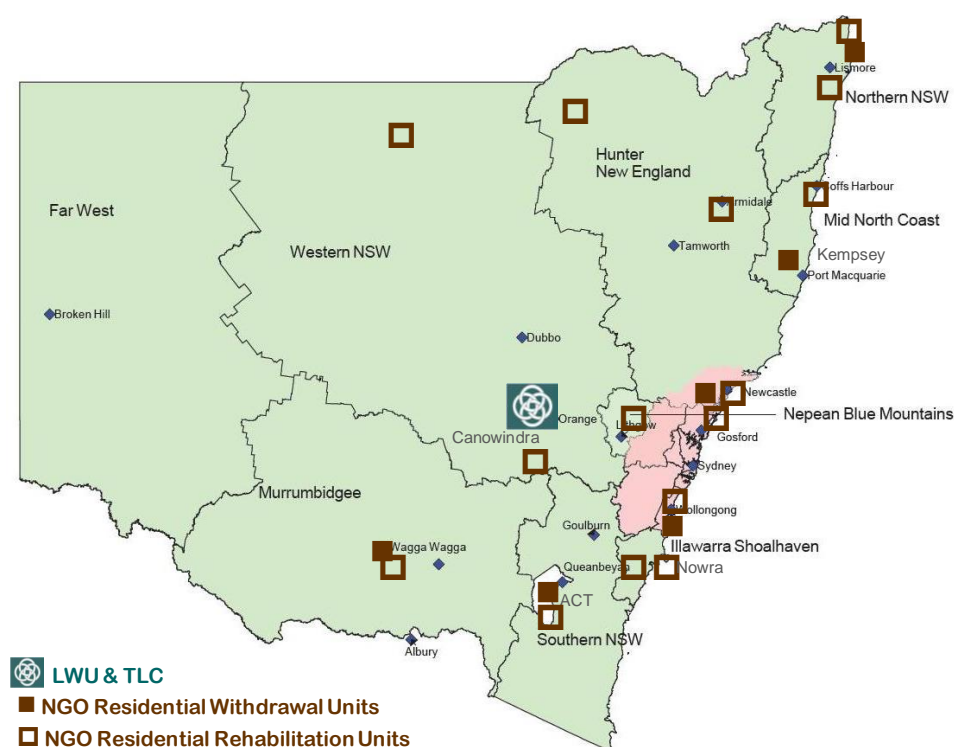 Lismore
Northern NSW
Hunter
New England
Coffs Harbour
Far West
Armidale
Mid North Coast
Western NSW
Tamworth
Kempsey
Port Macquarie
Broken Hill
Dubbo
Newcastle
Orange
Nepean Blue Mountains
Lithgow
Canowindra
Gosford
Sydney
Murrumbidgee
Wollongong
Goulburn
Illawarra Shoalhaven
Wagga Wagga
Queanbeyan
Nowra
ACT
Southern NSW
Albury
LWU & TLC
NGO Residential Withdrawal Units
NGO Residential Rehabilitation Units